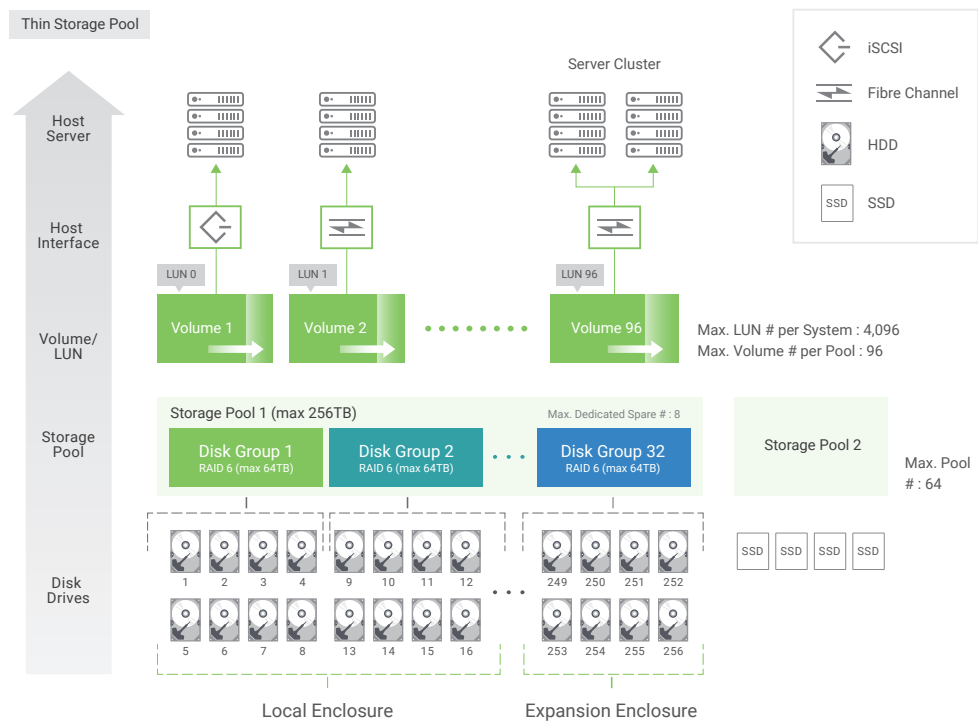 Thin Storage Pool
iSCSI
Fibre Channel
HDD
SSD SSD
Server Cluster
Host
Server
Host
Interface
LUN 0 LUN 1 LUN 96
Volume 1 Volume 2 Volume 96
Volume/
LUN
Max. LUN # per System : 4,096
Max. Volume # per Pool : 96
Storage Pool 1 (max 256TB) Max. Dedicated Spare # : 8
Storage
Pool
Disk Group 1 Disk Group 2 Disk Group 32
RAID 6 (max 64TB) RAID 6 (max 64TB) RAID 6 (max 64TB)
Storage Pool 2
Max. Pool
# : 64
SSD SSD SSD SSD
1 2 3 4 9 10 11 12 249 250 251 252
Disk
Drives
5 6 7 8 13 14 15 16 253 254 255 256
Local Enclosure Expansion Enclosure